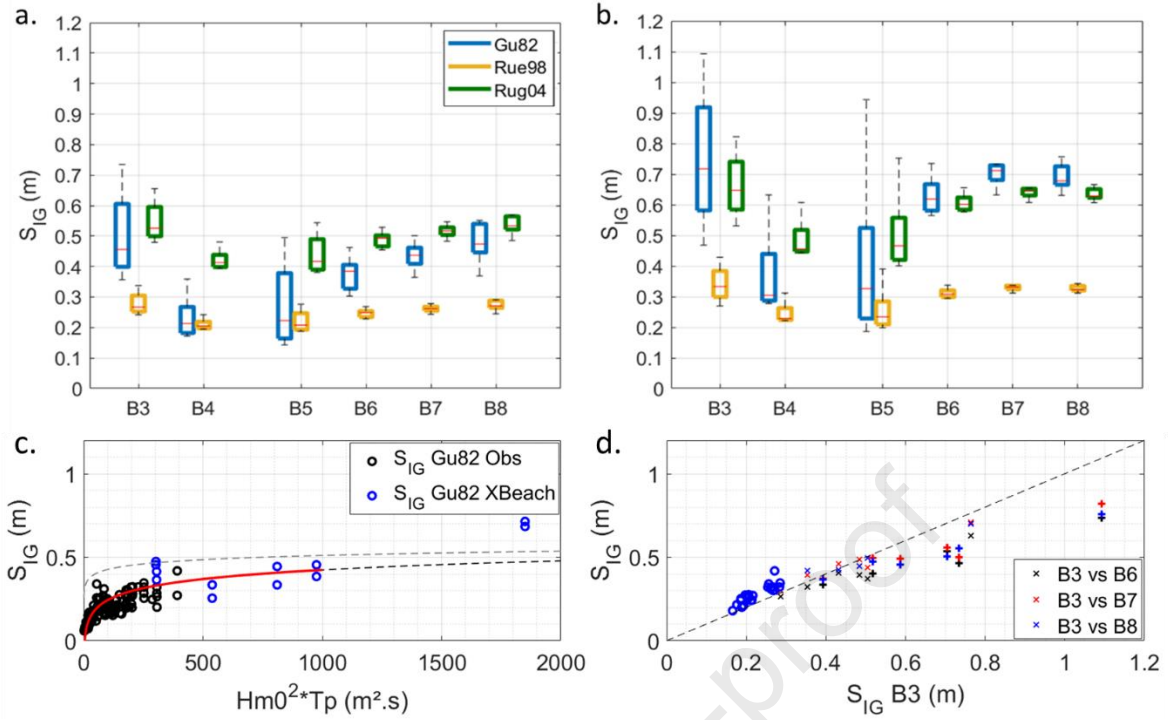 a.
1.2
1.1
1
0.9
0.8
0.7
0.6
0.5
0.4
0.3
0.2
0.1
0
S_IG (m)
Gu82
Rue98
Rug04
B3 B4 B5 B6 B7 B8
b.
1.2
1.1
1
0.9
0.8
0.7
0.6
0.5
0.4
0.3
0.2
0.1
0
S_IG (m)
B3 B4 B5 B6 B7 B8
c.
1
0.5
0
S_IG (m)
S_IG Gu82 Obs
S_IG Gu82 XBeach
0 500 1000 1500 2000
Hm0²*Tp (m².s)
d.
1
0.5
0
S_IG (m)
B3 vs B6
B3 vs B7
B3 vs B8
0 0.2 0.4 0.6 0.8 1 1.2
S_IG B3 (m)
sproof